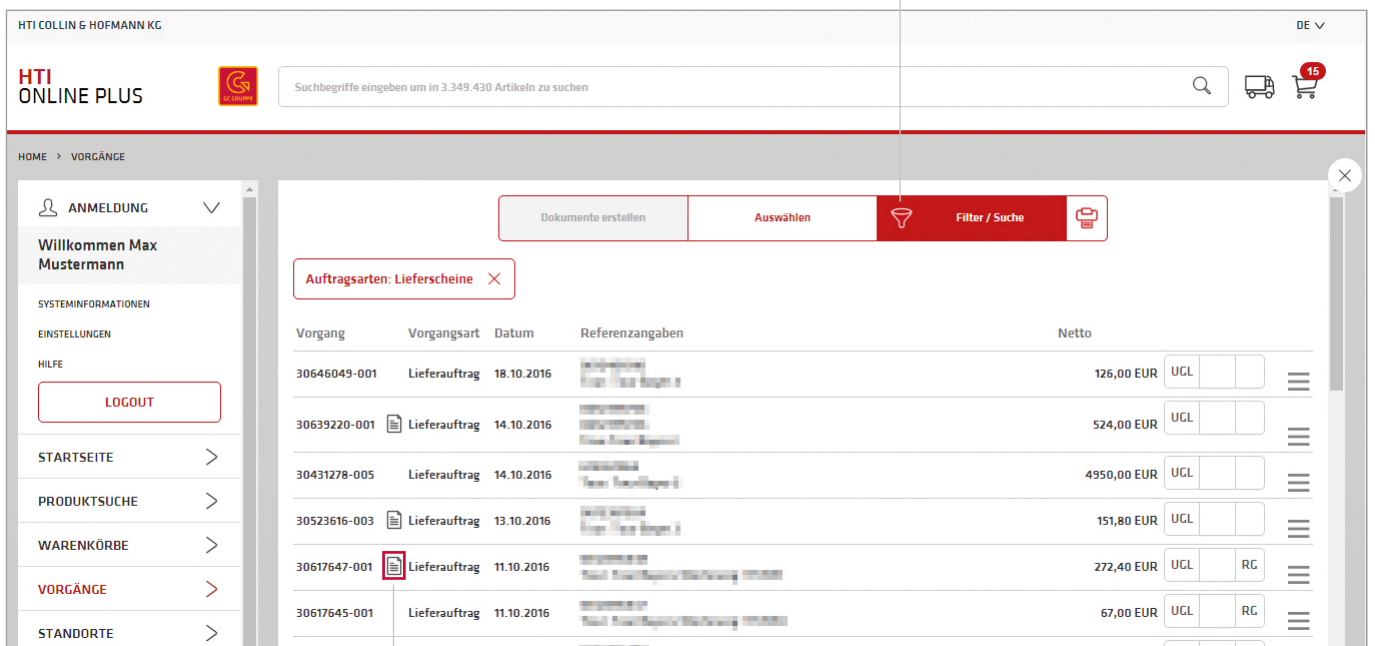 HTI COLLIN & HOFMANN KG
DE
HTI
ONLINE PLUS
CC GRUPPE
Suchbegriffe eingeben um in 3.349.430 Artikeln zu suchen
15
HOME > VORGÄNGE
ANMELDUNG
Willkommen Max
Mustermann
SYSTEMINFORMATIONEN
EINSTELLUNGEN
HILFE
LOGOUT
STARTSEITE
PRODUKTSUCHE
WARENKÖRBE
VORGÄNGE
STANDORTE
Dokumente erstellen Auswählen Filter / Suche
Auftragsarten: Lieferscheine
Vorgang Vorgangsart Datum Referenzangaben Netto
30646049-001 Lieferauftrag 18.10.2016 126,00 EUR UGL
30639220-001 Lieferauftrag 14.10.2016 524,00 EUR UGL
30431278-005 Lieferauftrag 14.10.2016 4950,00 EUR UGL
30523616-003 Lieferauftrag 13.10.2016 151,80 EUR UGL
30617647-001 Lieferauftrag 11.10.2016 272,40 EUR UGL RG
30617645-001 Lieferauftrag 11.10.2016 67,00 EUR UGL RG